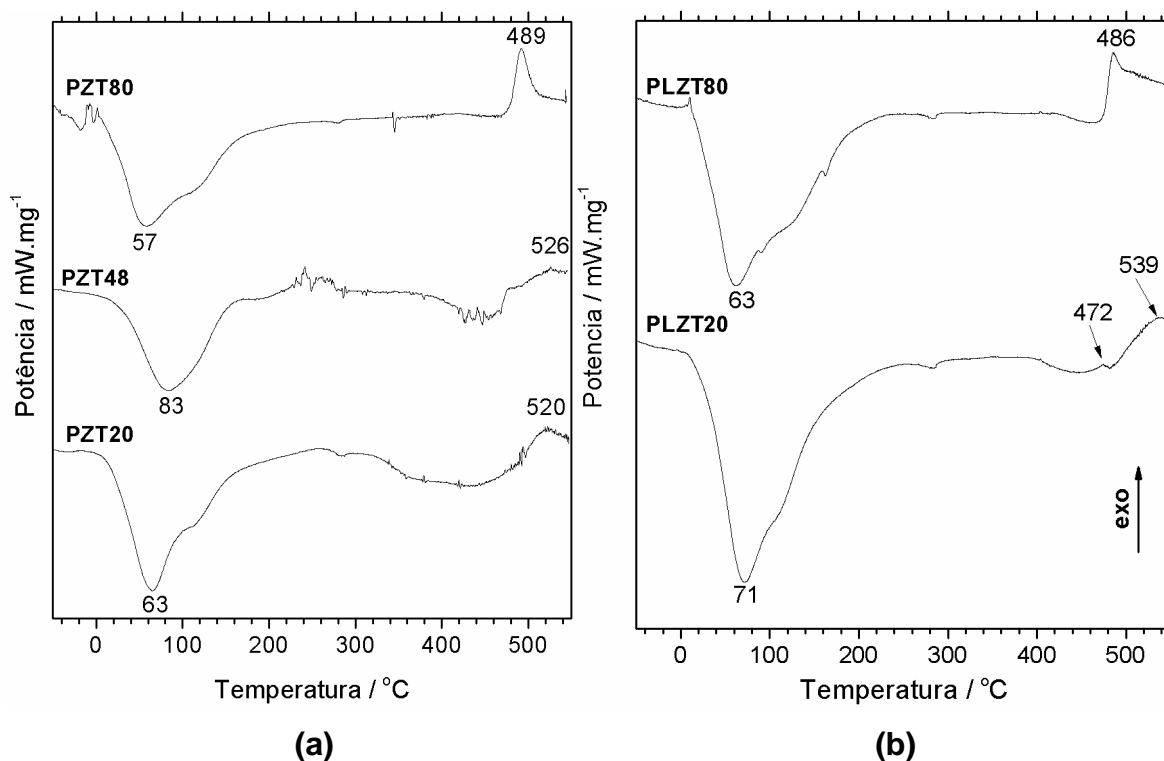 489
PZT80
57
PZT48
526
83
PZT20
520
63
Potência / mW.mg-1
0 100 200 300 400 500
Temperatura / oC
(a)
486
PLZT80
63
539
PLZT20
472
71
exo
Potencia / mW.mg-1
0 100 200 300 400 500
Temperatura / oC
(b)